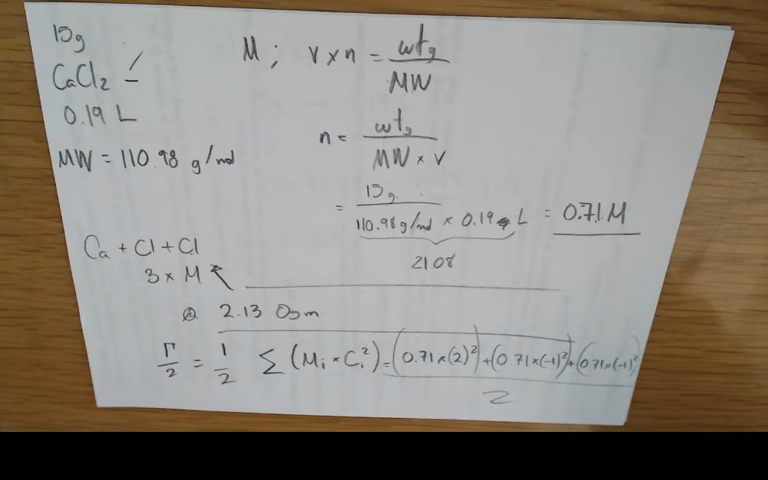 15g
CaCl2
0.19 L
MW = 110.98 g/mol
M; V x n = wtg / MW
n = wtg / MW x V
= 15g / 110.98 g/mol x 0.19 L = 0.71 M
21.08
Ca + Cl + Cl
3 x M
2.13 Osm
Γ/2 = 1/2 Σ (Mi · Ci²) = (0.71 x (2)²) + (0.71 x (-1)²) + (0.71 x (-1)² / 2